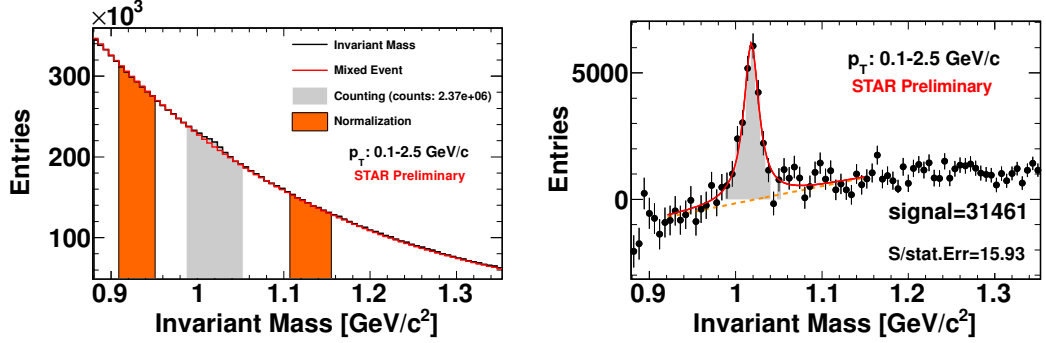 ×10³
Entries
300
200
100
Invariant Mass
Mixed Event
Counting (counts: 2.37e+06)
Normalization
p_T: 0.1-2.5 GeV/c
STAR Preliminary
0.9 1 1.1 1.2 1.3
Invariant Mass [GeV/c²]
Entries
5000
0
p_T: 0.1-2.5 GeV/c
STAR Preliminary
signal=31461
S/stat.Err=15.93
0.9 1 1.1 1.2 1.3
Invariant Mass [GeV/c²]